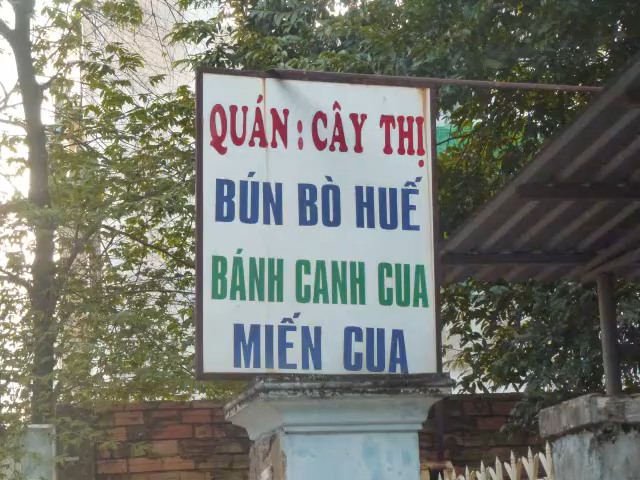 QUÁN : CÂY THỊ
BÚN BÒ HUẾ
BÁNH CANH CUA
MIẾN CUA